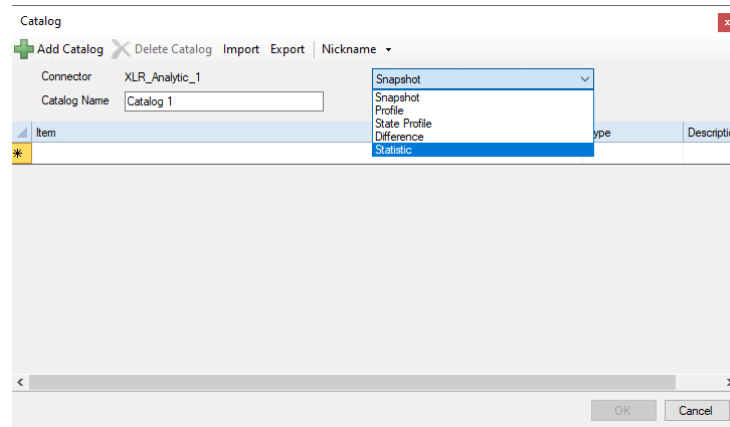 Catalog
Add Catalog Delete Catalog Import Export Nickname
Connector XLR_Analytic_1 Snapshot
Catalog Name Catalog 1
Snapshot
Profile
State Profile
Difference
Statistic
Item ype Descriptic
*
OK Cancel